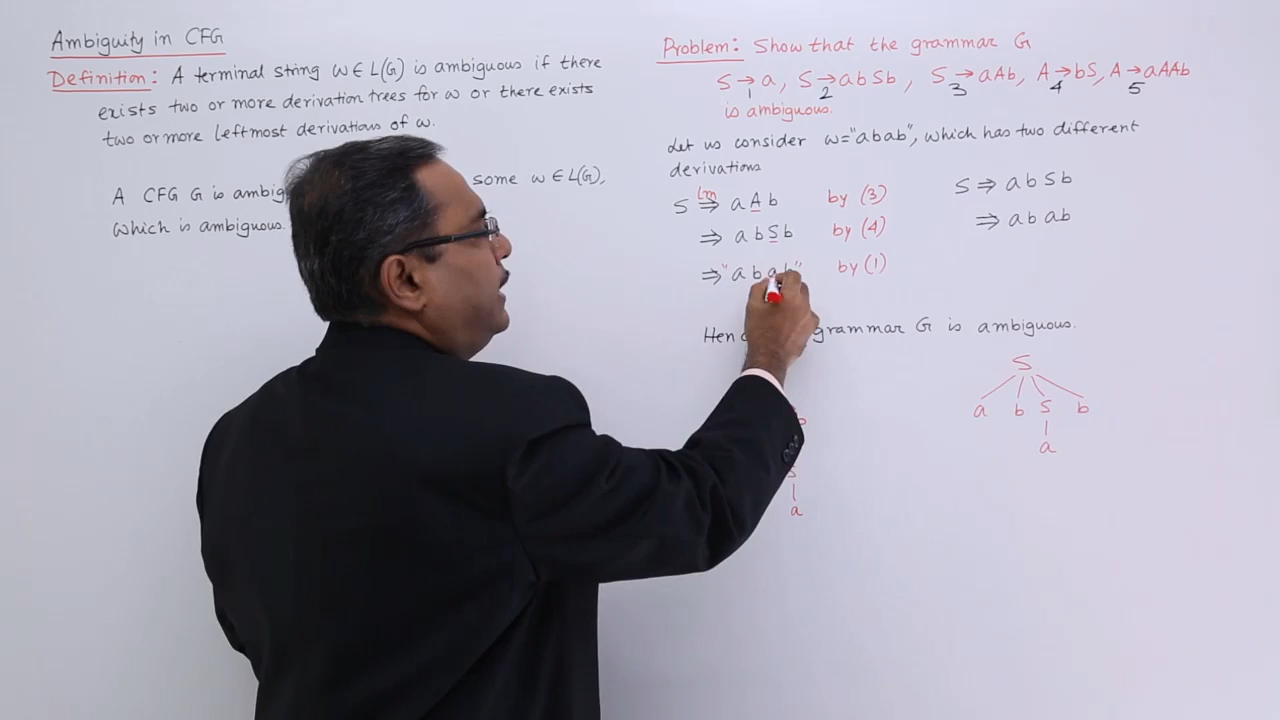 Ambiguity in CFG
Definition: A terminal string w ∈ L(G) is ambiguous if there
exists two or more derivation trees for w or there exists
two or more leftmost derivations of w.
A CFG G is ambig some w ∈ L(G),
which is ambiguous.
Problem: Show that the grammar G
S → a, S → abSb, S → aAb, A → bS, A → aAAb
1 2 3 4 5
is ambiguous.
Let us consider w="abab", which has two different
derivations
lm
S ⇒ aAb by (3)
⇒ abSb by (4)
⇒ "abab" by (1)
S ⇒ abSb
⇒ abab
Hen grammar G is ambiguous.
b
S
a
S
a b S b
a